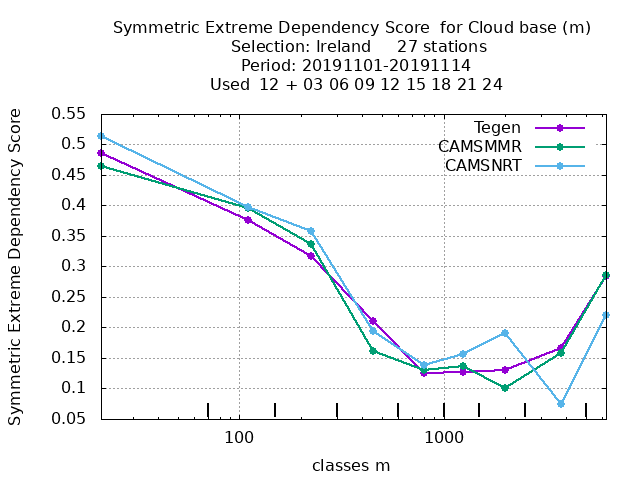 Symmetric Extreme Dependency Score  for Cloud base (m)
Selection: Ireland     27 stations
Period: 20191101-20191114
Used  12 + 03 06 09 12 15 18 21 24
Symmetric Extreme Dependency Score
0.55
0.5
0.45
0.4
0.35
0.3
0.25
0.2
0.15
0.1
0.05
Tegen
CAMSMMR
CAMSNRT
100
1000
classes m